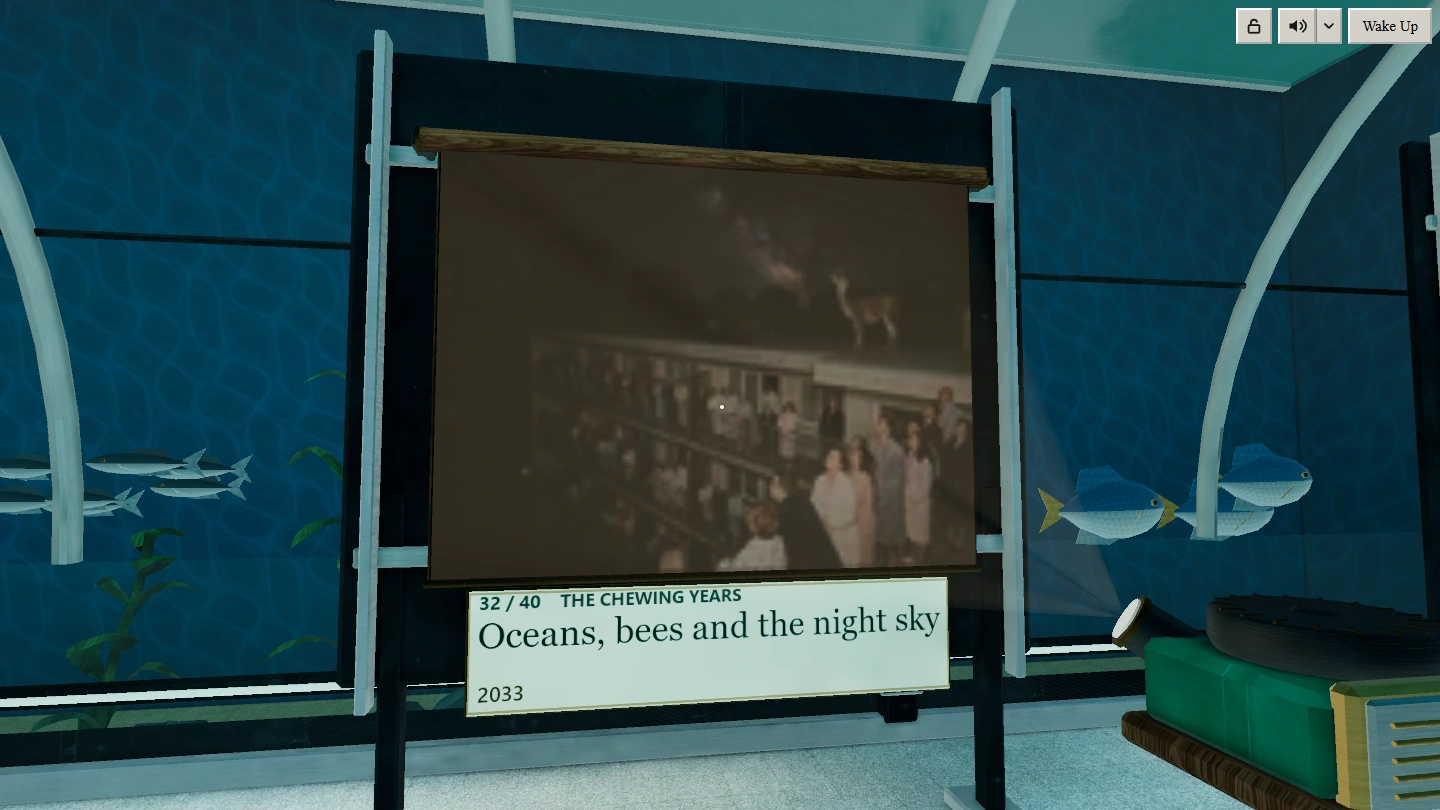 Wake Up
32 / 40 THE CHEWING YEARS
Oceans, bees and the night sky
2033